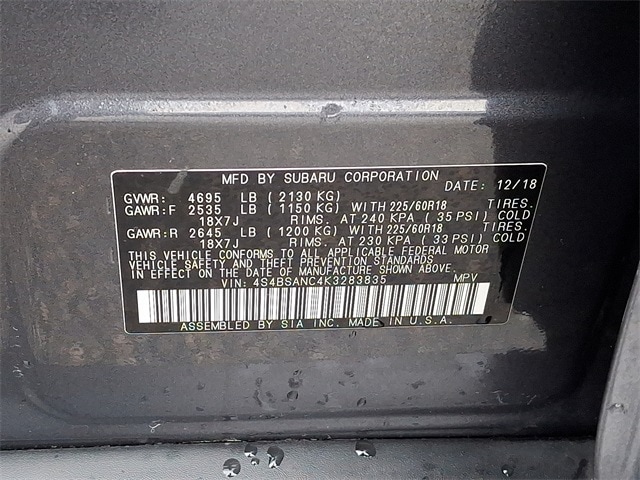 MFD BY SUBARU CORPORATION
DATE: 12/18
GVWR: 4695 LB (2130 KG)
GAWR:F 2535 LB (1150 KG) WITH 225/60R18 TIRES.
18X7J RIMS. AT 240 KPA (35 PSI) COLD
GAWR:R 2645 LB (1200 KG) WITH 225/60R18 TIRES.
18X7J RIMS. AT 230 KPA (33 PSI) COLD
THIS VEHICLE CONFORMS TO ALL APPLICABLE FEDERAL MOTOR
VEHICLE SAFETY, BUMPER, AND THEFT PREVENTION STANDARDS
IN EFFECT ON THE DATE OF MANUFACTURE SHOWN ABOVE.
VIN: 4S4BSANC4K3283835 MPV
ASSEMBLED BY SIA INC. MADE IN U.S.A.